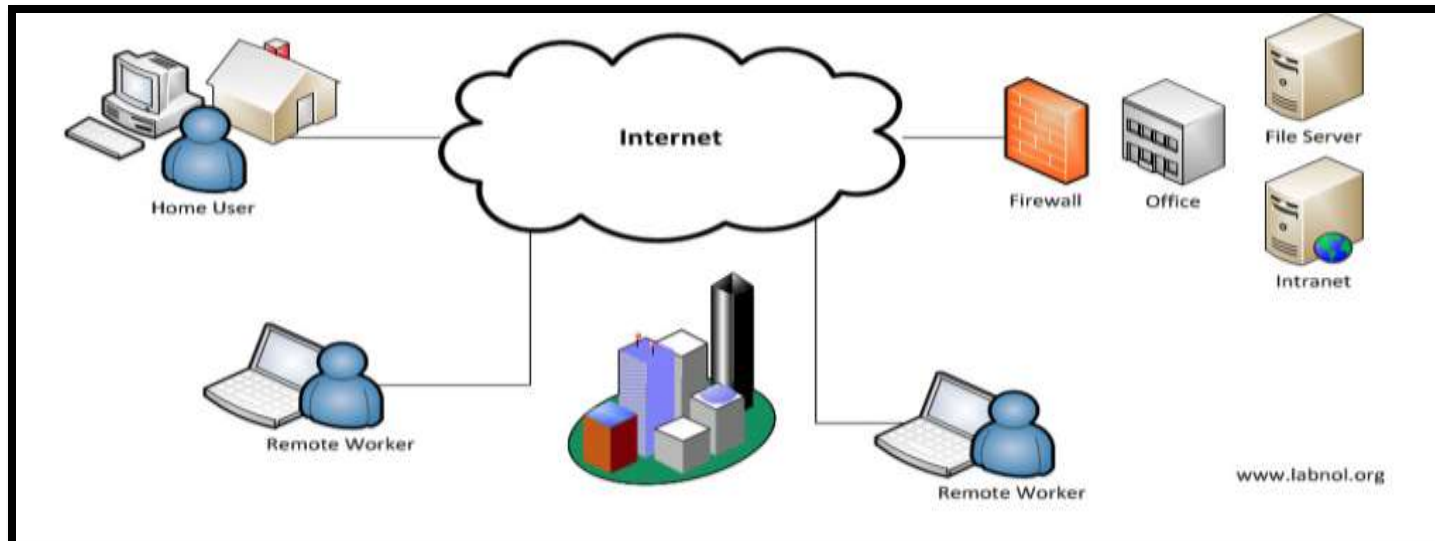 Internet
File Server
Home User
Firewall
Office
Intranet
Remote Worker
Remote Worker
www.labnol.org